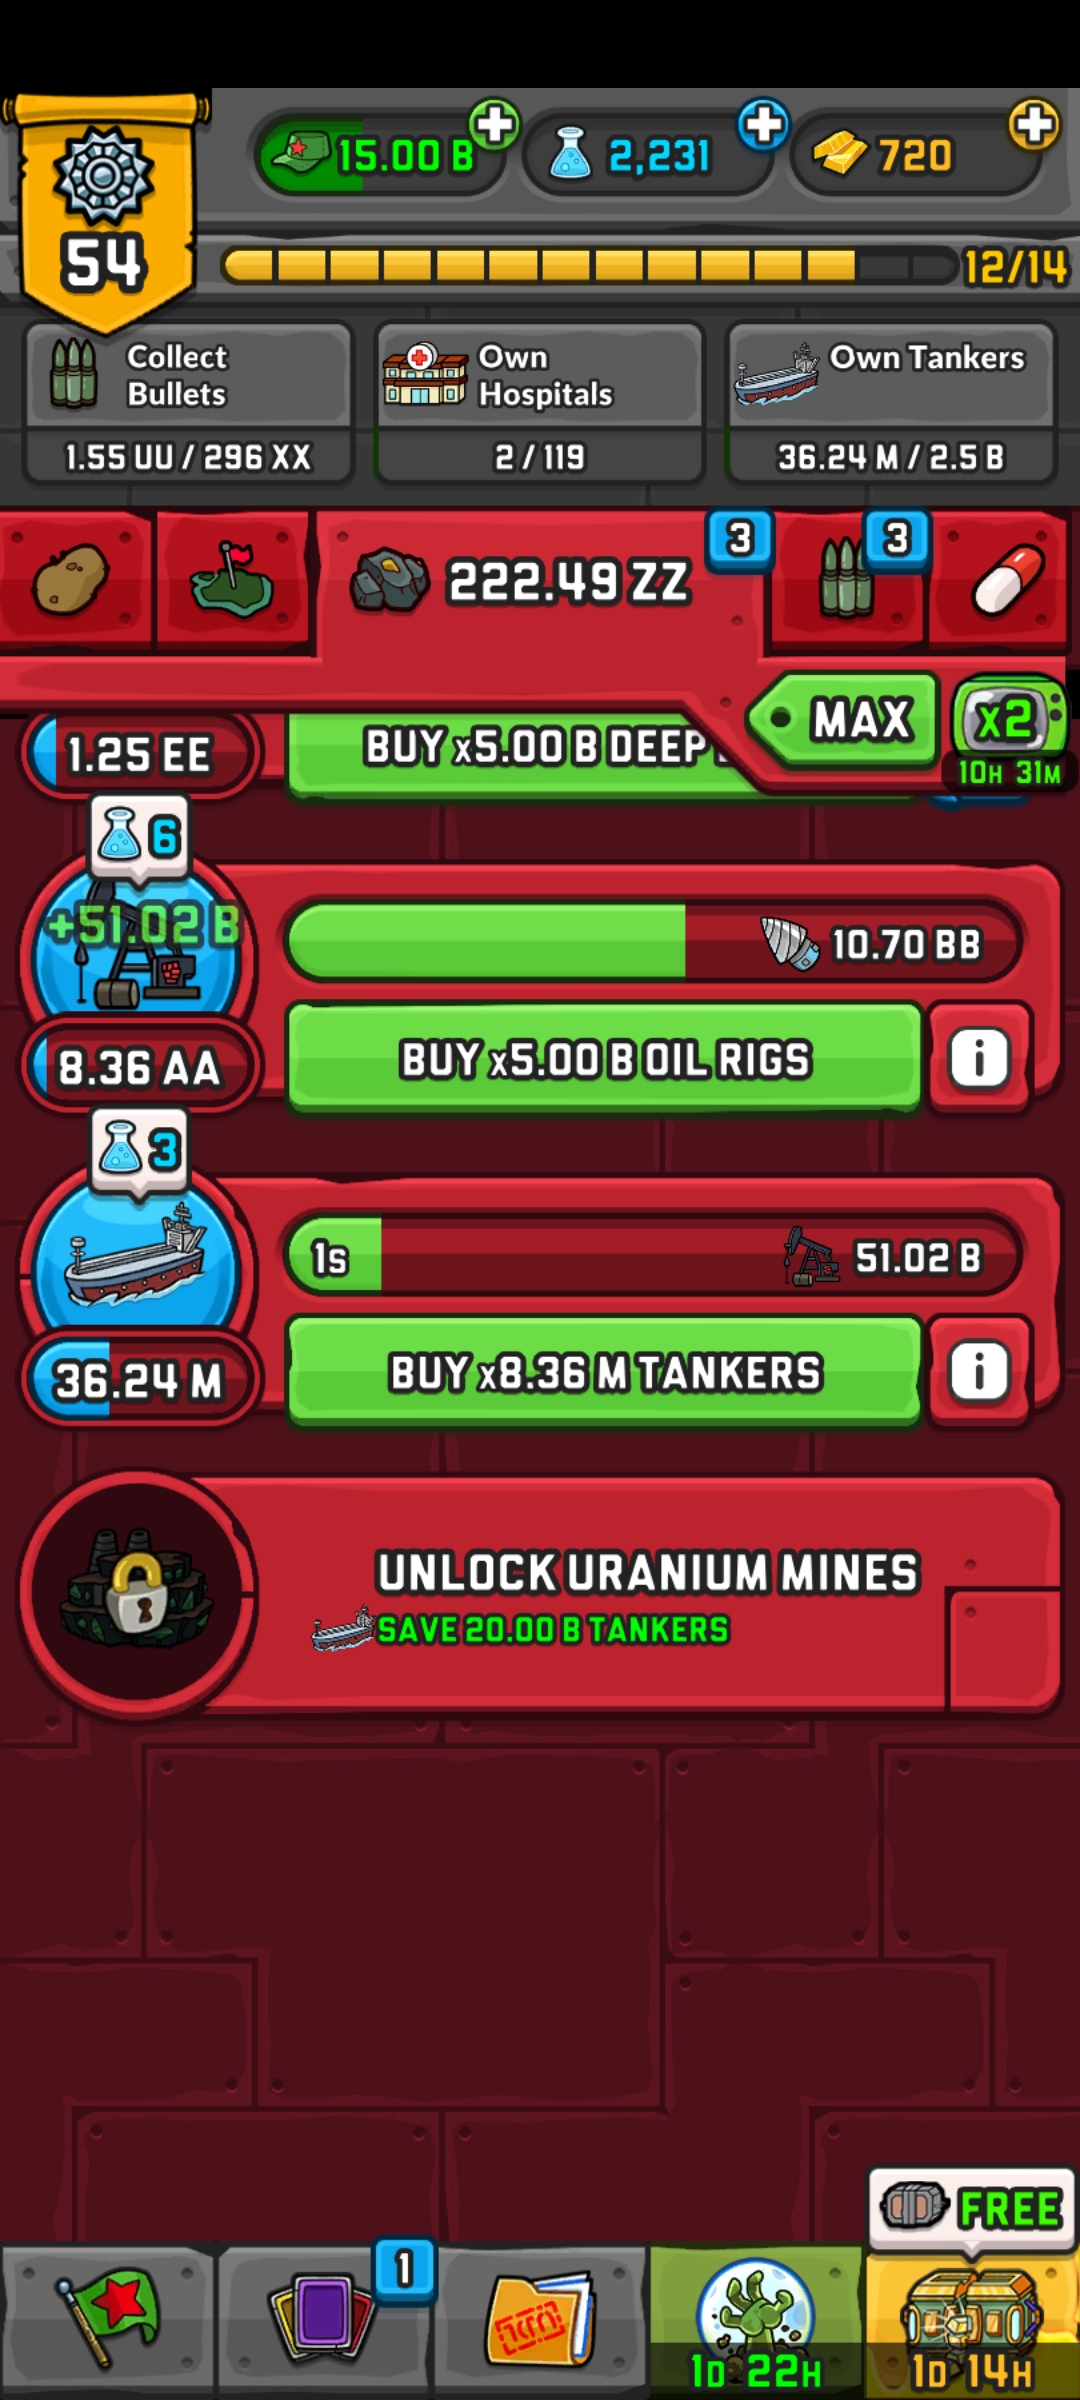 15.00 B
2,231
720
54
12/14
Collect
Bullets
1.55 UU / 296 XX
Own
Hospitals
2 / 119
Own Tankers
36.24 M / 2.5 B
222.49 ZZ
3
3
MAX
x2
10H 31M
1.25 EE
BUY x5.00 B DEEP
6
+51.02 B
10.70 BB
8.36 AA
BUY x5.00 B OIL RIGS
i
3
1s
51.02 B
36.24 M
BUY x8.36 M TANKERS
i
UNLOCK URANIUM MINES
SAVE 20.00 B TANKERS
FREE
1
1D 22H
1D 14H